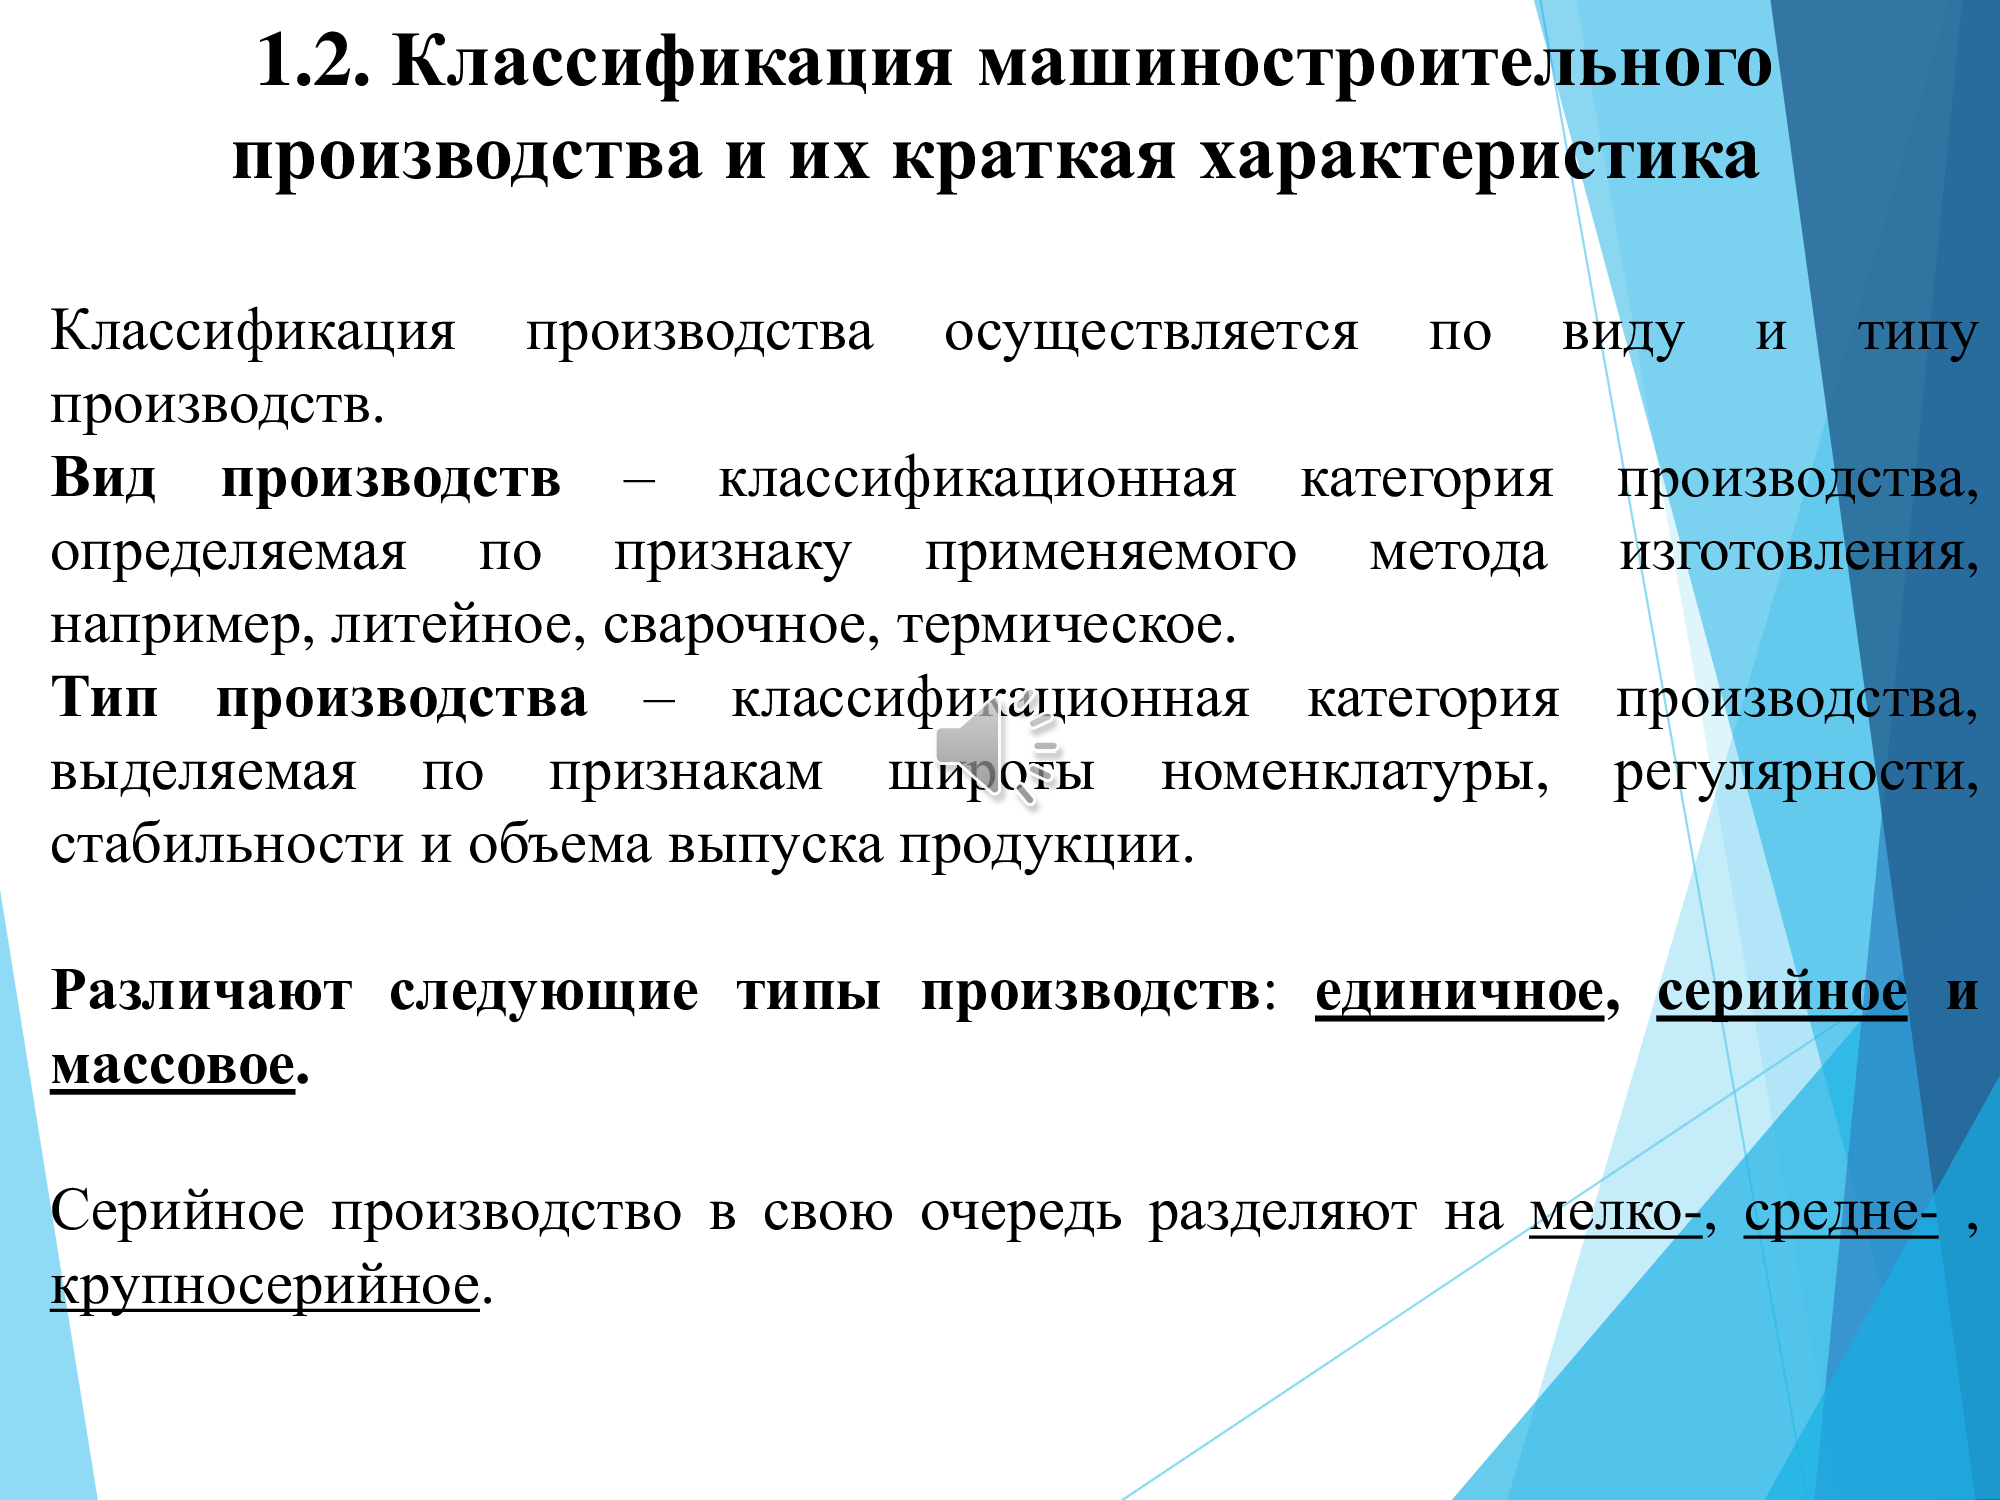 1.2. Классификация машиностроительного
производства и их краткая характеристика
Классификация производства осуществляется по виду и типу
производств.
Вид производств – классификационная категория производства,
определяемая по признаку применяемого метода изготовления,
например, литейное, сварочное, термическое.
Тип производства – классификационная категория производства,
выделяемая по признакам широты номенклатуры, регулярности,
стабильности и объема выпуска продукции.
Различают следующие типы производств: единичное, серийное и
массовое.
Серийное производство в свою очередь разделяют на мелко-, средне- ,
крупносерийное.